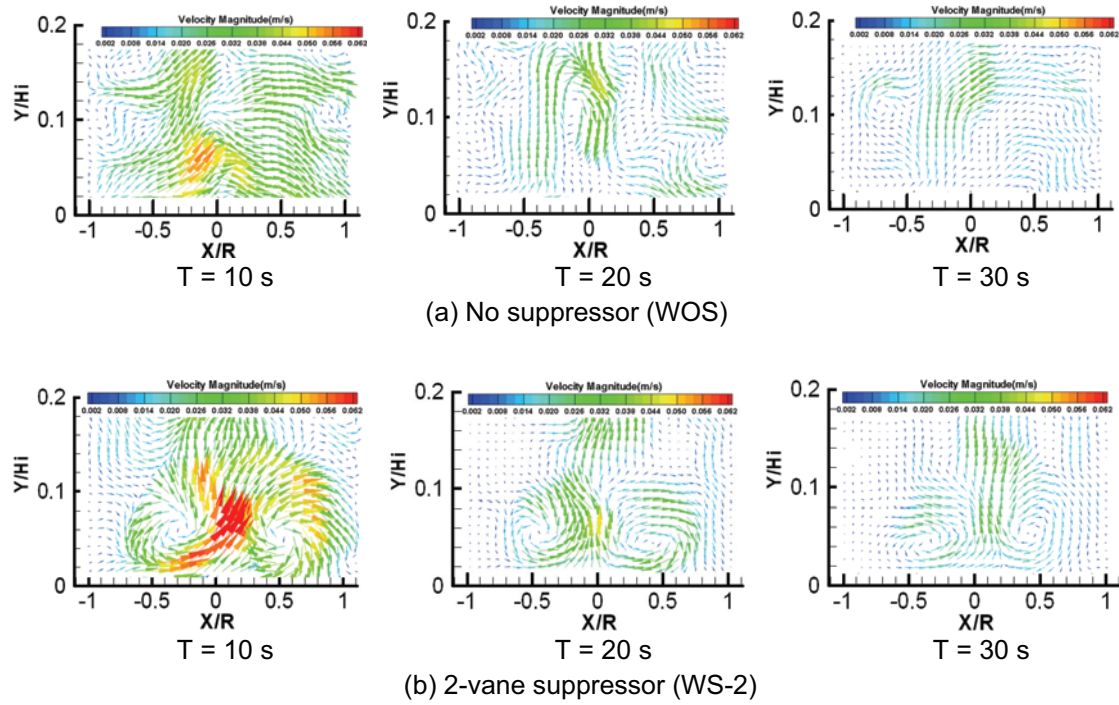 Velocity Magnitude(m/s) Velocity Magnitude(m/s) Velocity Magnitude(m/s)
0.002 0.008 0.014 0.020 0.026 0.032 0.038 0.044 0.050 0.056 0.062 0.002 0.008 0.014 0.020 0.026 0.032 0.038 0.044 0.050 0.056 0.062 0.002 0.008 0.014 0.020 0.026 0.032 0.038 0.044 0.050 0.056 0.062
0.2 0.2 0.2
Y/Hi Y/Hi Y/Hi
0.1 0.1 0.1
0 0 0
-1 -0.5 0 0.5 1 -1 -0.5 0 0.5 1 -1 -0.5 0 0.5 1
X/R X/R X/R
T = 10 s T = 20 s T = 30 s
(a) No suppressor (WOS)
Velocity Magnitude(m/s) Velocity Magnitude(m/s) Velocity Magnitude(m/s)
0.002 0.008 0.014 0.020 0.026 0.032 0.038 0.044 0.050 0.056 0.062 0.002 0.008 0.014 0.020 0.026 0.032 0.038 0.044 0.050 0.056 0.062 0.002 0.008 0.014 0.020 0.026 0.032 0.038 0.044 0.050 0.056 0.062
0.2 0.2 0.2
Y/Hi Y/Hi Y/Hi
0.1 0.1 0.1
0 0 0
-1 -0.5 0 0.5 1 -1 -0.5 0 0.5 1 -1 -0.5 0 0.5 1
X/R X/R X/R
T = 10 s T = 20 s T = 30 s
(b) 2-vane suppressor (WS-2)